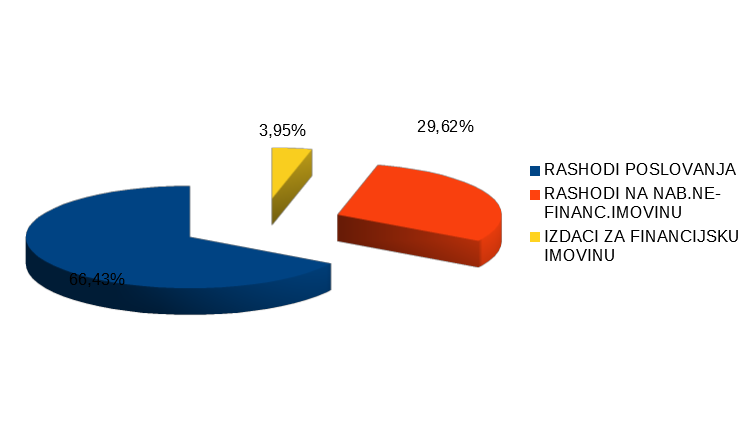 3,95%
29,62%
66,43%
RASHODI POSLOVANJA
RASHODI NA NAB.NE-
FINANC.IMOVINU
IZDACI ZA FINANCIJSKU
IMOVINU